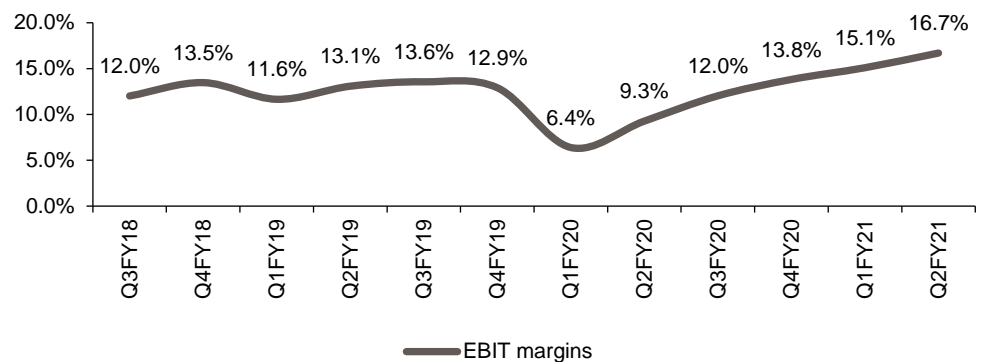 20.0%
15.0%
10.0%
5.0%
0.0%
12.0%
13.5%
11.6%
13.1%
13.6%
12.9%
6.4%
9.3%
12.0%
13.8%
15.1%
16.7%
Q3FY18
Q4FY18
Q1FY19
Q2FY19
Q3FY19
Q4FY19
Q1FY20
Q2FY20
Q3FY20
Q4FY20
Q1FY21
Q2FY21
EBIT margins